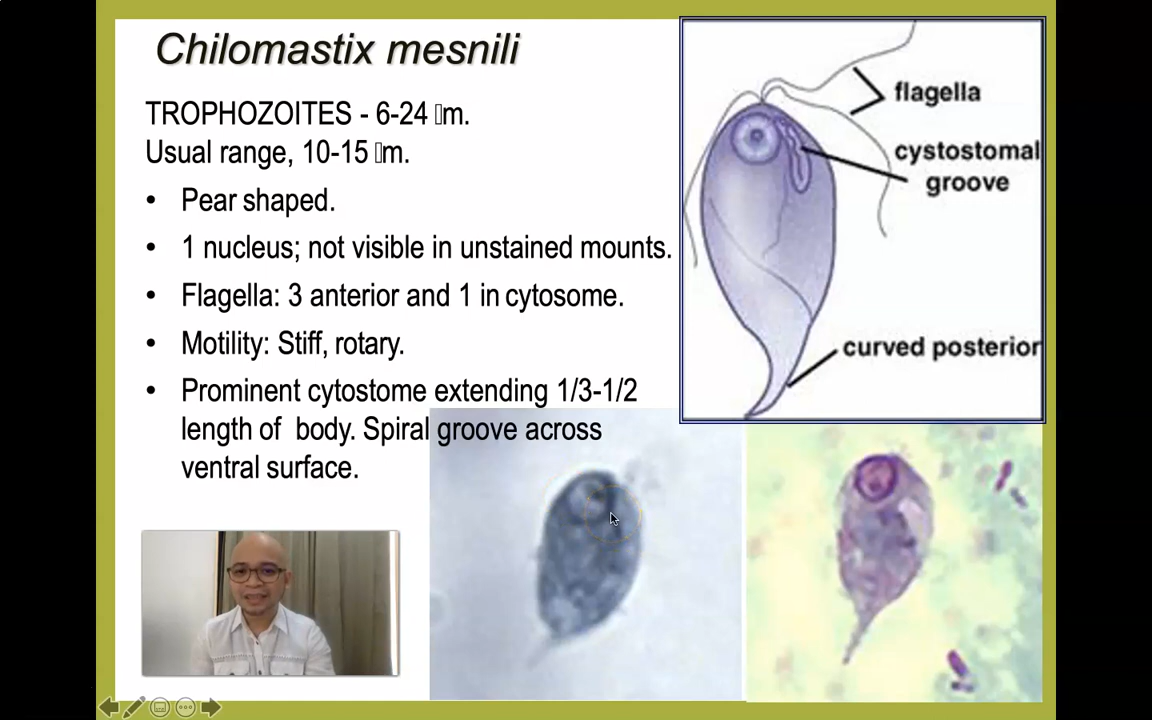 Chilomastix mesnili
TROPHOZOITES - 6-24 ▯m.
Usual range, 10-15 ▯m.
• Pear shaped.
• 1 nucleus; not visible in unstained mounts.
• Flagella: 3 anterior and 1 in cytosome.
• Motility: Stiff, rotary.
• Prominent cytostome extending 1/3-1/2
length of body. Spiral groove across
ventral surface.
flagella
cystostomal
groove
curved posterior